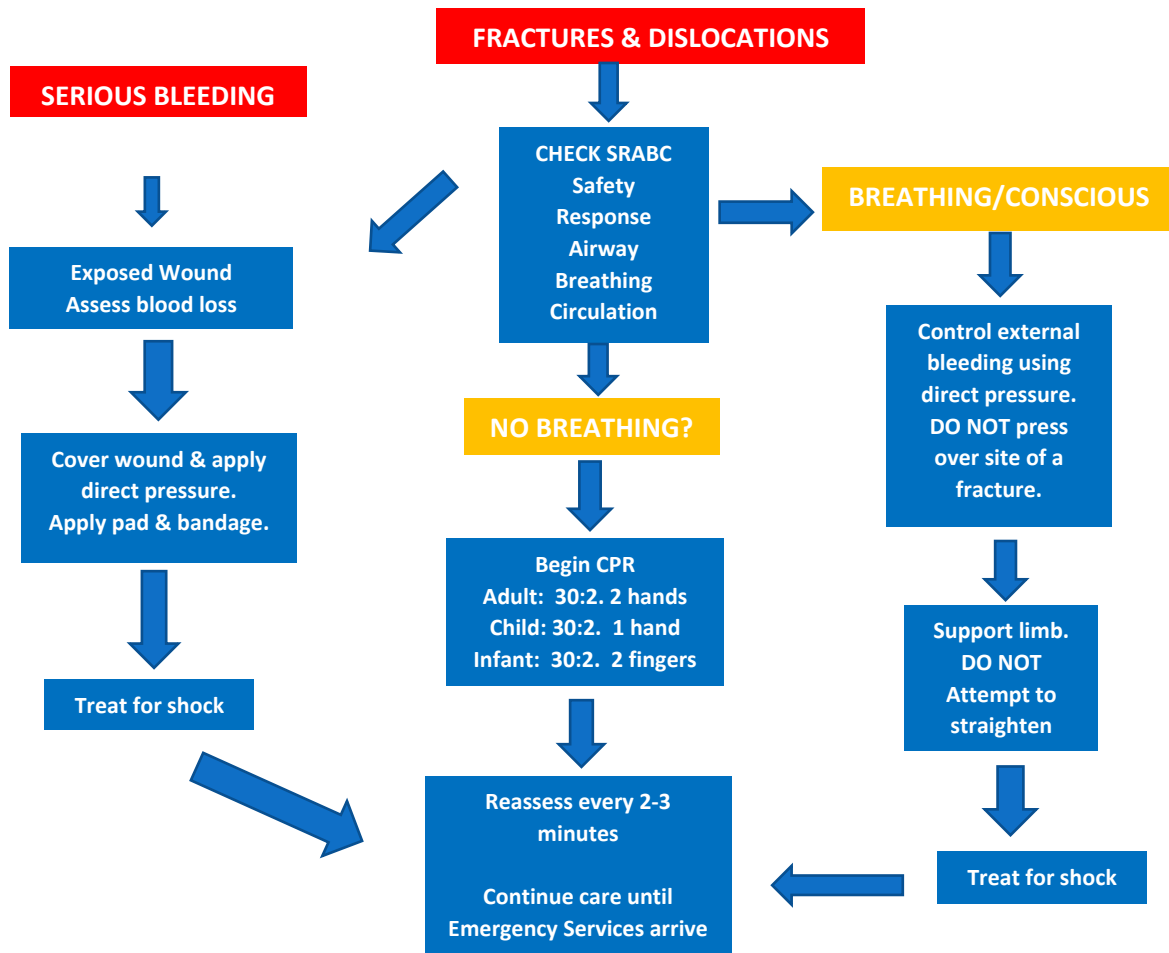 FRACTURES & DISLOCATIONS
SERIOUS BLEEDING
CHECK SRABC
Safety
Response
Airway
Breathing
Circulation
BREATHING/CONSCIOUS
Exposed Wound
Assess blood loss
Control external
bleeding using
direct pressure.
DO NOT press
over site of a
fracture.
NO BREATHING?
Cover wound & apply
direct pressure.
Apply pad & bandage.
Begin CPR
Adult:  30:2. 2 hands
Child: 30:2.  1 hand
Infant:  30:2.  2 fingers
Support limb.
DO NOT
Attempt to
straighten
Treat for shock
Reassess every 2-3
minutes
Continue care until
Emergency Services arrive
Treat for shock